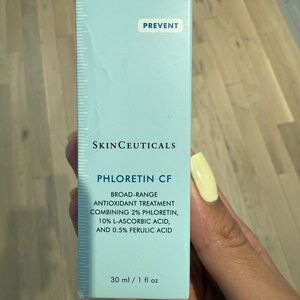 PREVENT
SKINCEUTICALS
PHLORETIN CF
BROAD-RANGE
ANTIOXIDANT TREATMENT
COMBINING 2% PHLORETIN,
10% L-ASCORBIC ACID,
AND 0.5% FERULIC ACID
30 ml / 1 fl oz